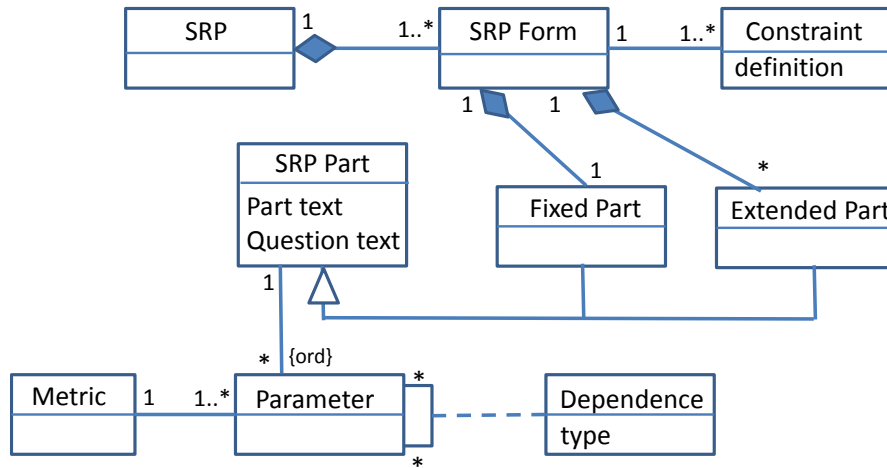 SRP
1
1..*
SRP Form
1
1..*
Constraint
definition
1
1
SRP Part
Part text
Question text
1
Fixed Part
*
Extended Part
1
*
{ord}
Metric
1
1..*
Parameter
*
*
Dependence
type